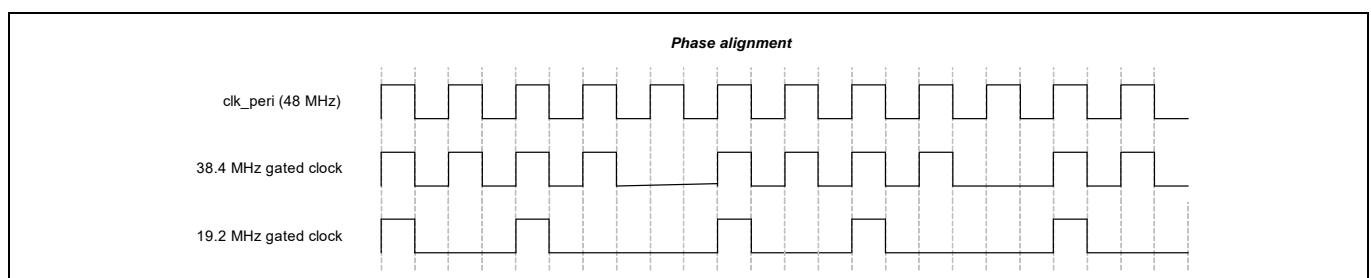 Phase alignment
clk_peri (48 MHz)
38.4 MHz gated clock
19.2 MHz gated clock